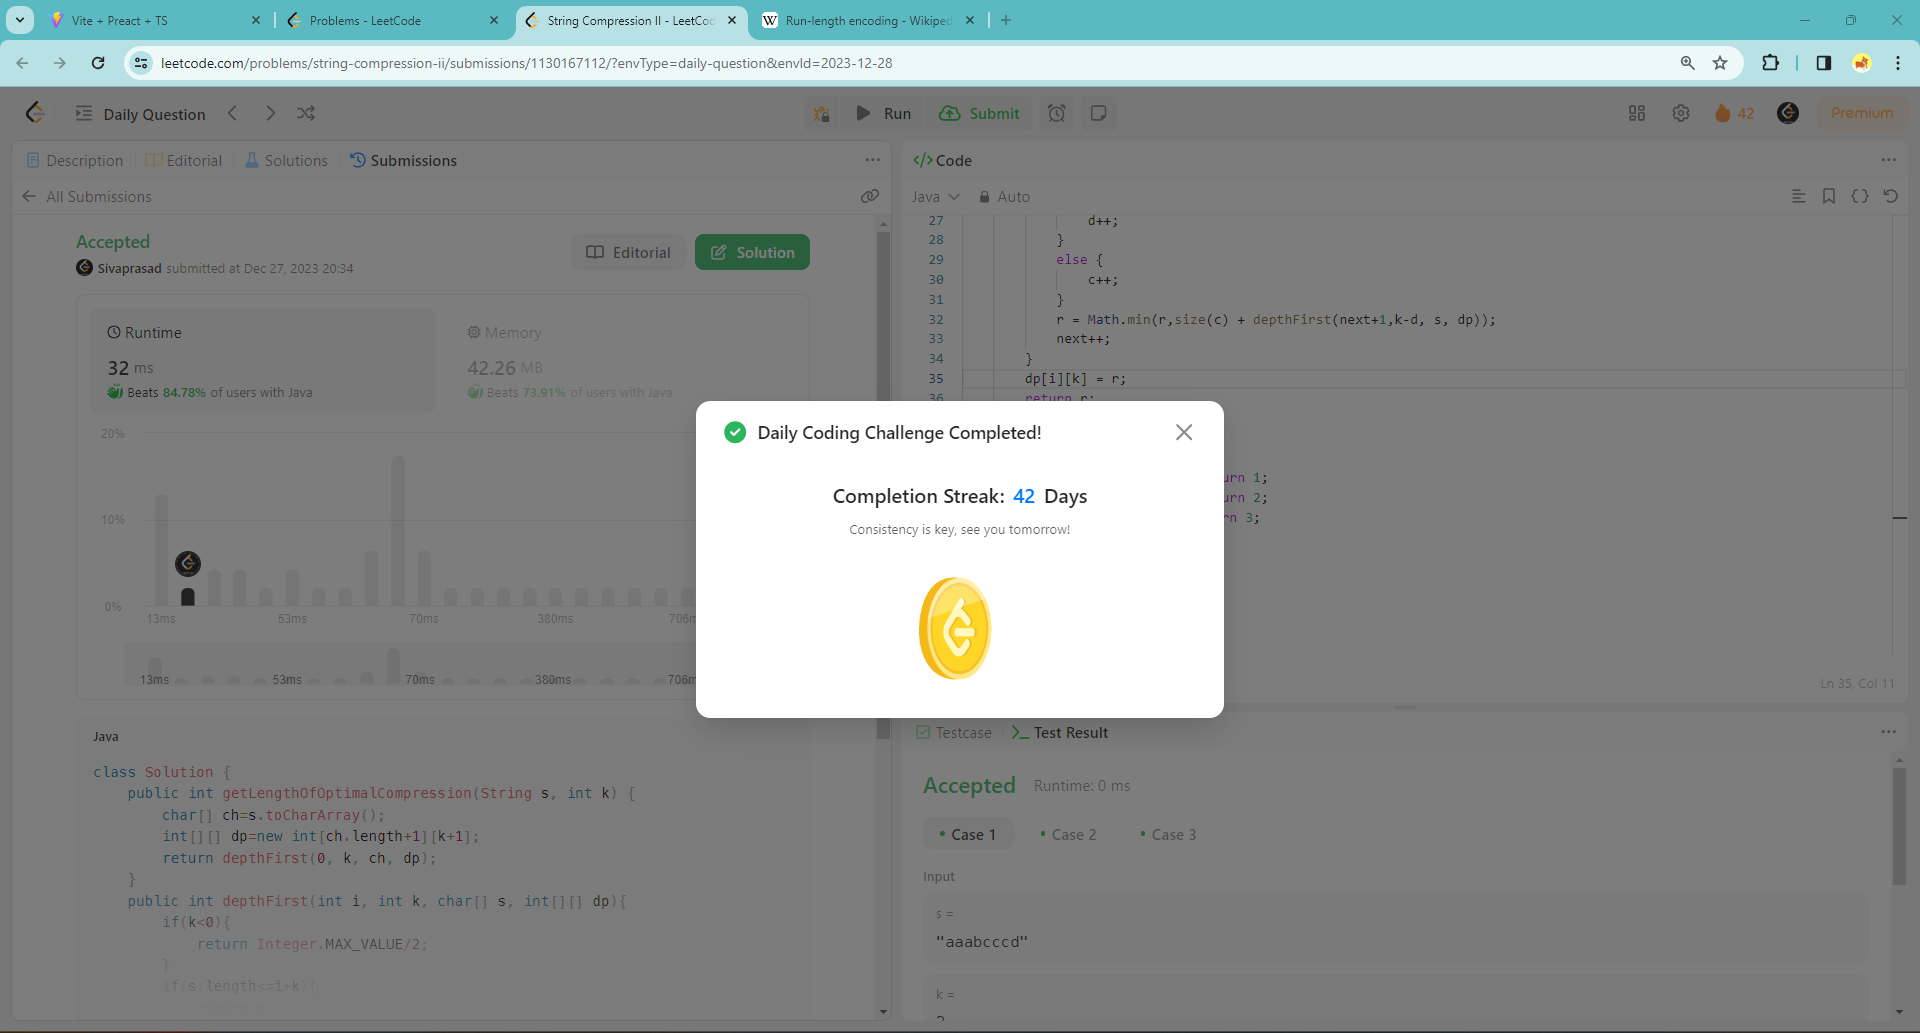 Vite + Preact + TS
Problems - LeetCode
String Compression II - LeetCod
Run-length encoding - Wikiped
leetcode.com/problems/string-compression-ii/submissions/1130167112/?envType=daily-question&envId=2023-12-28
Daily Question
Run
Submit
42
Premium
Description
Editorial
Solutions
Submissions
All Submissions
Accepted
Sivaprasad submitted at Dec 27, 2023 20:34
Editorial
Solution
Runtime
32 ms
Beats 84.78% of users with Java
Memory
42.26 MB
Beats 73.91% of users with Java
20%
10%
0%
13ms 53ms 70ms 380ms 706m
13ms 53ms 70ms 380ms 706m
Java
class Solution {
public int getLengthOfOptimalCompression(String s, int k) {
char[] ch=s.toCharArray();
int[][] dp=new int[ch.length+1][k+1];
return depthFirst(0, k, ch, dp);
}
public int depthFirst(int i, int k, char[] s, int[][] dp){
if(k<0){
return Integer.MAX_VALUE/2;
}
if(s.length<=i+k){
</> Code
Java
Auto
27 d++;
28 }
29 else {
30 c++;
31 }
32 r = Math.min(r,size(c) + depthFirst(next+1,k-d, s, dp));
33 next++;
34 }
35 dp[i][k] = r;
36 return r;
urn 1;
urn 2;
rn 3;
Ln 35, Col 11
Daily Coding Challenge Completed!
Completion Streak: 42 Days
Consistency is key, see you tomorrow!
Testcase
Test Result
Accepted Runtime: 0 ms
Case 1
Case 2
Case 3
Input
s =
"aaabcccd"
k =